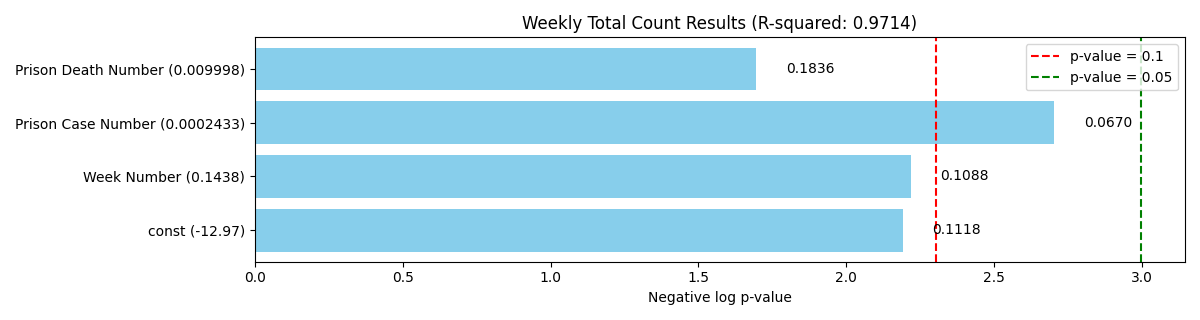 Weekly Total Count Results (R-squared: 0.9714)
p-value = 0.1
p-value = 0.05
Prison Death Number (0.009998)
0.1836
Prison Case Number (0.0002433)
0.0670
Week Number (0.1438)
0.1088
const (-12.97)
0.1118
0.0 0.5 1.0 1.5 2.0 2.5 3.0
Negative log p-value